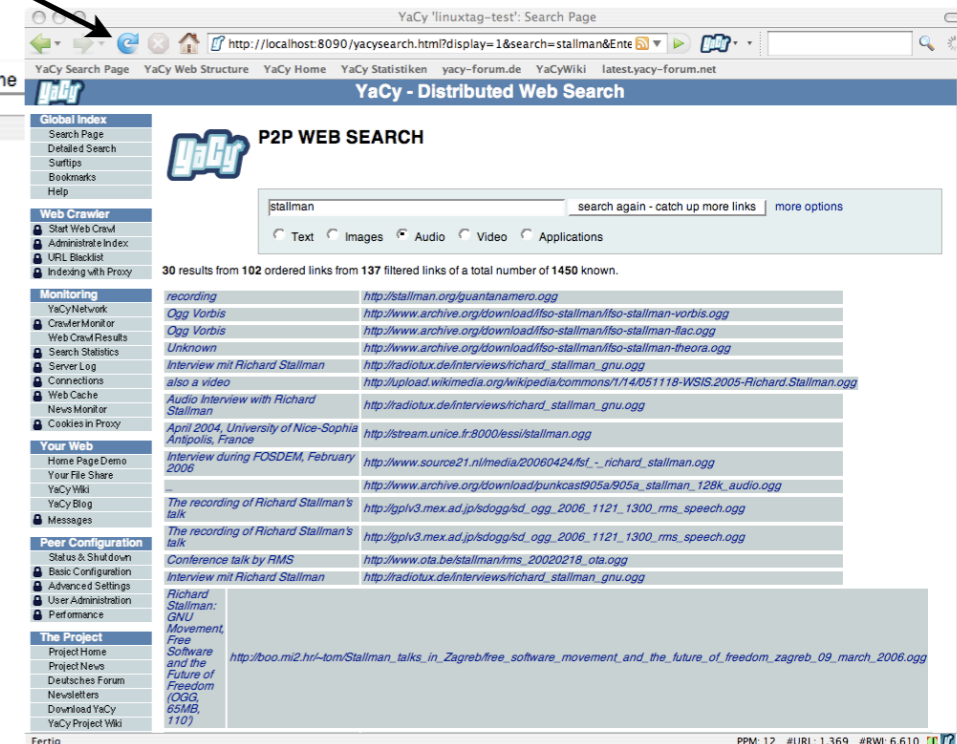 YaCy 'linuxtag-test': Search Page
http://localhost:8090/yacysearch.html?display=1&search=stallman&Ente
YaCy Search Page YaCy Web Structure YaCy Home YaCy Statistiken yacy-forum.de YaCyWiki latest.yacy-forum.net
YaCy
YaCy - Distributed Web Search
Global Index
Search Page
Detailed Search
Surftips
Bookmarks
Help
Web Crawler
Start Web Crawl
Administrate Index
URL Blacklist
Indexing with Proxy
Monitoring
YaCy Network
Crawler Monitor
Web Crawl Results
Search Statistics
Server Log
Connections
Web Cache
News Monitor
Cookies in Proxy
Your Web
Home Page Demo
Your File Share
YaCy Wiki
YaCy Blog
Messages
Peer Configuration
Status & Shutdown
Basic Configuration
Advanced Settings
User Administration
Performance
The Project
Project Home
Project News
Deutsches Forum
Newsletters
Download YaCy
YaCy Project Wiki
YaCy
P2P WEB SEARCH
stallman search again - catch up more links more options
Text Images Audio Video Applications
30 results from 102 ordered links from 137 filtered links of a total number of 1450 known.
recording http://stallman.org/guantanamero.ogg
Ogg Vorbis http://www.archive.org/download/ifso-stallman/ifso-stallman-vorbis.ogg
Ogg Vorbis http://www.archive.org/download/ifso-stallman/ifso-stallman-flac.ogg
Unknown http://www.archive.org/download/ifso-stallman/ifso-stallman-theora.ogg
Interview mit Richard Stallman http://radiotux.de/interviews/richard_stallman_gnu.ogg
also a video http://upload.wikimedia.org/wikipedia/commons/1/14/051118-WSIS.2005-Richard.Stallman.ogg
Audio Interview with Richard
Stallman http://radiotux.de/interviews/richard_stallman_gnu.ogg
April 2004, University of Nice-Sophia
Antipolis, France http://stream.unice.fr:8000/essi/stallman.ogg
Interview during FOSDEM, February
2006 http://www.source21.nl/media/20060424/fsf_-_richard_stallman.ogg
_ http://www.archive.org/download/punkcast905a/905a_stallman_128k_audio.ogg
The recording of Richard Stallman's
talk http://gplv3.mex.ad.jp/sdogg/sd_ogg_2006_1121_1300_rms_speech.ogg
The recording of Richard Stallman's
talk http://gplv3.mex.ad.jp/sdogg/sd_ogg_2006_1121_1300_rms_speech.ogg
Conference talk by RMS http://www.ota.be/stallman/rms_20020218_ota.ogg
Interview mit Richard Stallman http://radiotux.de/interviews/richard_stallman_gnu.ogg
Richard
Stallman:
GNU
Movement,
Free
Software
and the
Future of
Freedom
(OGG,
65MB,
110')
http://boo.mi2.hr/~tom/Stallman_talks_in_Zagreb/free_software_movement_and_the_future_of_freedom_zagreb_09_march_2006.ogg
Fertig PPM: 12 #URL: 1,369 #RWI: 6,610